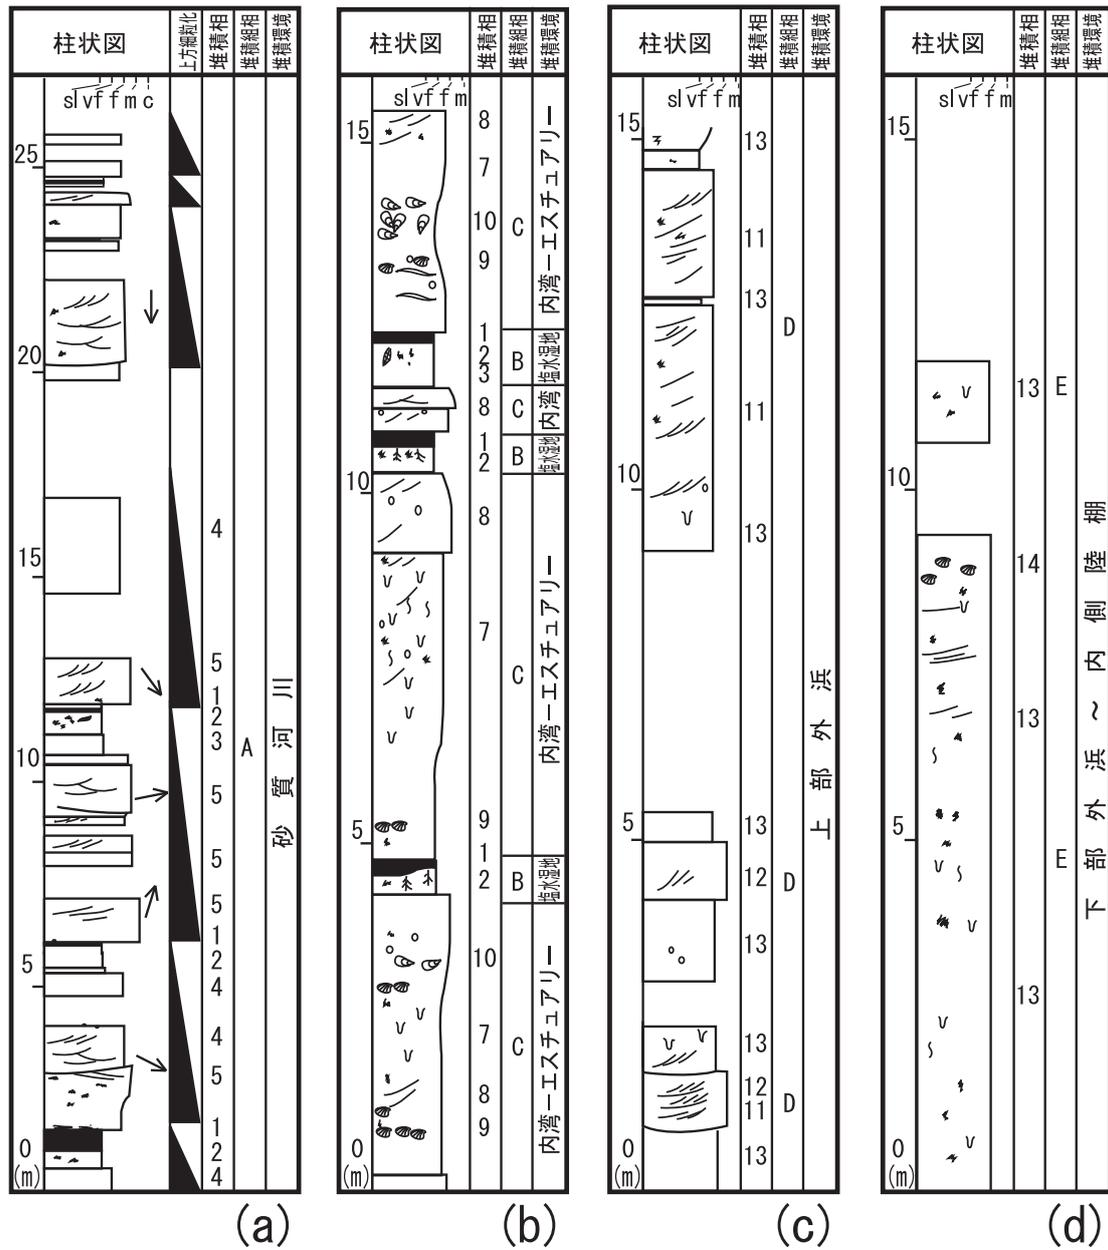 柱状図
上方細粒化
堆積相
堆積組相
堆積環境
sl vf f m c
25
20
15
10
5
0
(m)
4
5
1
2
3
5
5
5
1
2
4
4
5
1
2
4
A
砂質河川
(a)
柱状図
堆積相
堆積組相
堆積環境
sl vf f m
15
10
5
0
(m)
8
7
10
9
1
2
3
8
1
2
8
7
9
1
2
10
7
8
9
C
B
C
B
C
B
C
内湾ーエスチュアリー
塩水湿地
内湾
塩水湿地
内湾ーエスチュアリー
塩水湿地
内湾ーエスチュアリー
(b)
柱状図
堆積相
堆積組相
堆積環境
sl vf f m
15
10
5
0
(m)
13
11
13
11
13
13
12
13
13
12
11
13
D
D
D
上部外浜
(c)
柱状図
堆積相
堆積組相
堆積環境
sl vf f m
15
10
5
0
(m)
13
14
13
13
E
E
下部外浜～内側陸棚
(d)